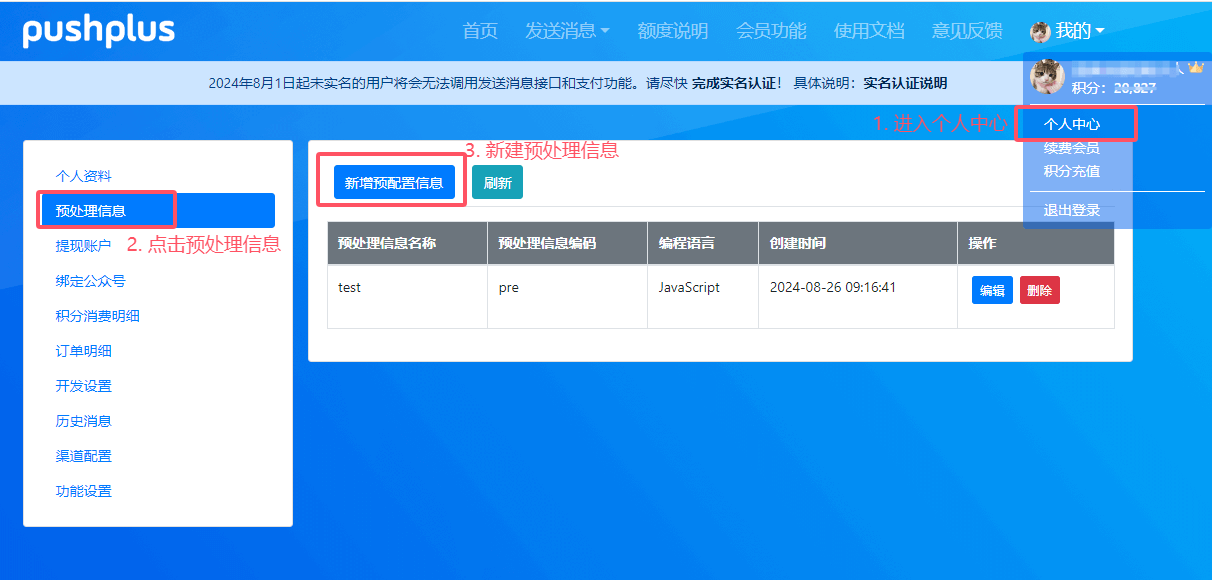 pushplus
首页 发送消息 额度说明 会员功能 使用文档 意见反馈 我的
2024年8月1日起未实名的用户将会无法调用发送消息接口和支付功能。请尽快 完成实名认证！ 具体说明：实名认证说明
积分：
1. 进入个人中心
个人中心
续费会员
积分充值
退出登录
个人资料
预处理信息
2. 点击预处理信息
提现账户
绑定公众号
积分消费明细
订单明细
开发设置
历史消息
渠道配置
功能设置
3. 新建预处理信息
新增预配置信息 刷新
预处理信息名称 预处理信息编码 编程语言 创建时间 操作
test pre JavaScript 2024-08-26 09:16:41 编辑 删除